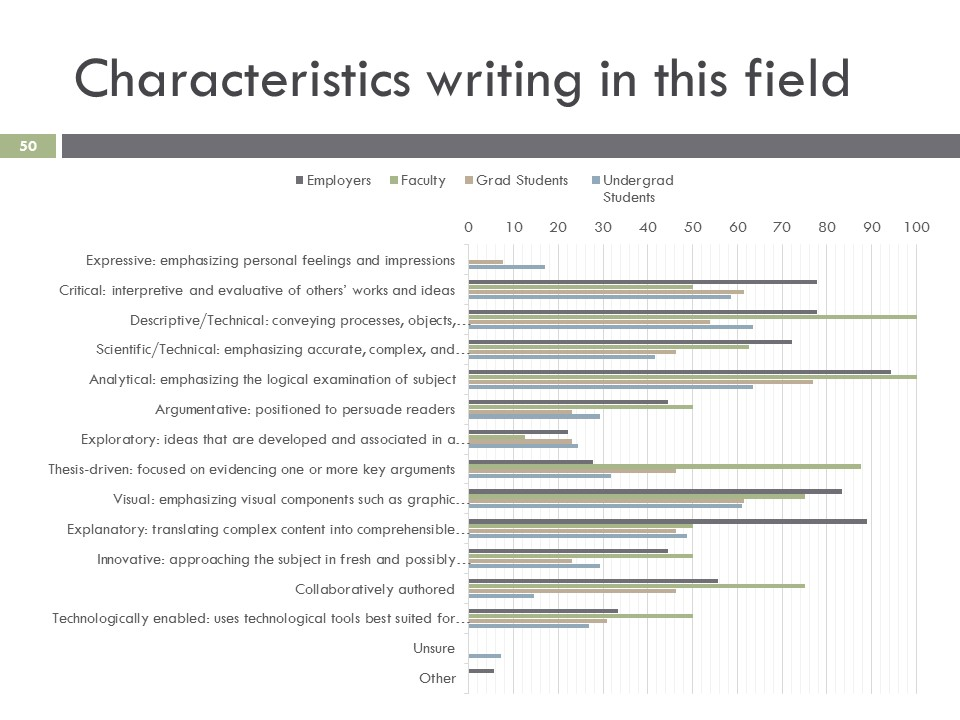 Characteristics writing in this field
50
Employers Faculty Grad Students Undergrad
Students
0 10 20 30 40 50 60 70 80 90 100
Expressive: emphasizing personal feelings and impressions
Critical: interpretive and evaluative of others' works and ideas
Descriptive/Technical: conveying processes, objects,...
Scientific/Technical: emphasizing accurate, complex, and...
Analytical: emphasizing the logical examination of subject
Argumentative: positioned to persuade readers
Exploratory: ideas that are developed and associated in a...
Thesis-driven: focused on evidencing one or more key arguments
Visual: emphasizing visual components such as graphic...
Explanatory: translating complex content into comprehensible...
Innovative: approaching the subject in fresh and possibly...
Collaboratively authored
Technologically enabled: uses technological tools best suited for...
Unsure
Other